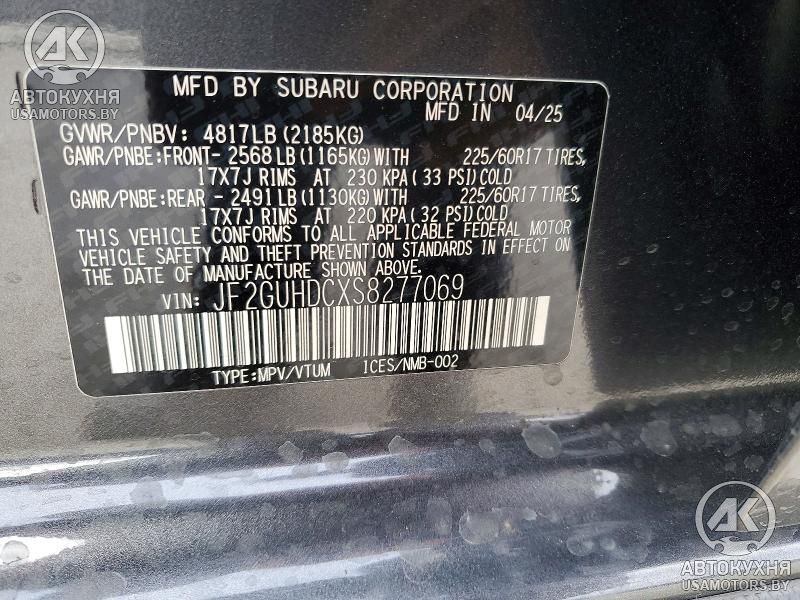 MFD BY SUBARU CORPORATION
MFD IN 04/25
GVWR/PNBV: 4817LB (2185KG)
GAWR/PNBE:FRONT- 2568LB (1165KG)WITH 225/60R17 TIRES,
17X7J RIMS AT 230 KPA (33 PSI)COLD
GAWR/PNBE:REAR - 2491LB (1130KG)WITH 225/60R17 TIRES,
17X7J RIMS AT 220 KPA (32 PSI)COLD
THIS VEHICLE CONFORMS TO ALL APPLICABLE FEDERAL MOTOR
VEHICLE SAFETY AND THEFT PREVENTION STANDARDS IN EFFECT ON
THE DATE OF MANUFACTURE SHOWN ABOVE.
VIN: JF2GUHDCXS8277069
TYPE:MPV/VTUM 1CES/NMB-002
АК
АВТОКУХНЯ
USAMOTORS.BY
АК
АВТОКУХНЯ
USAMOTORS.BY